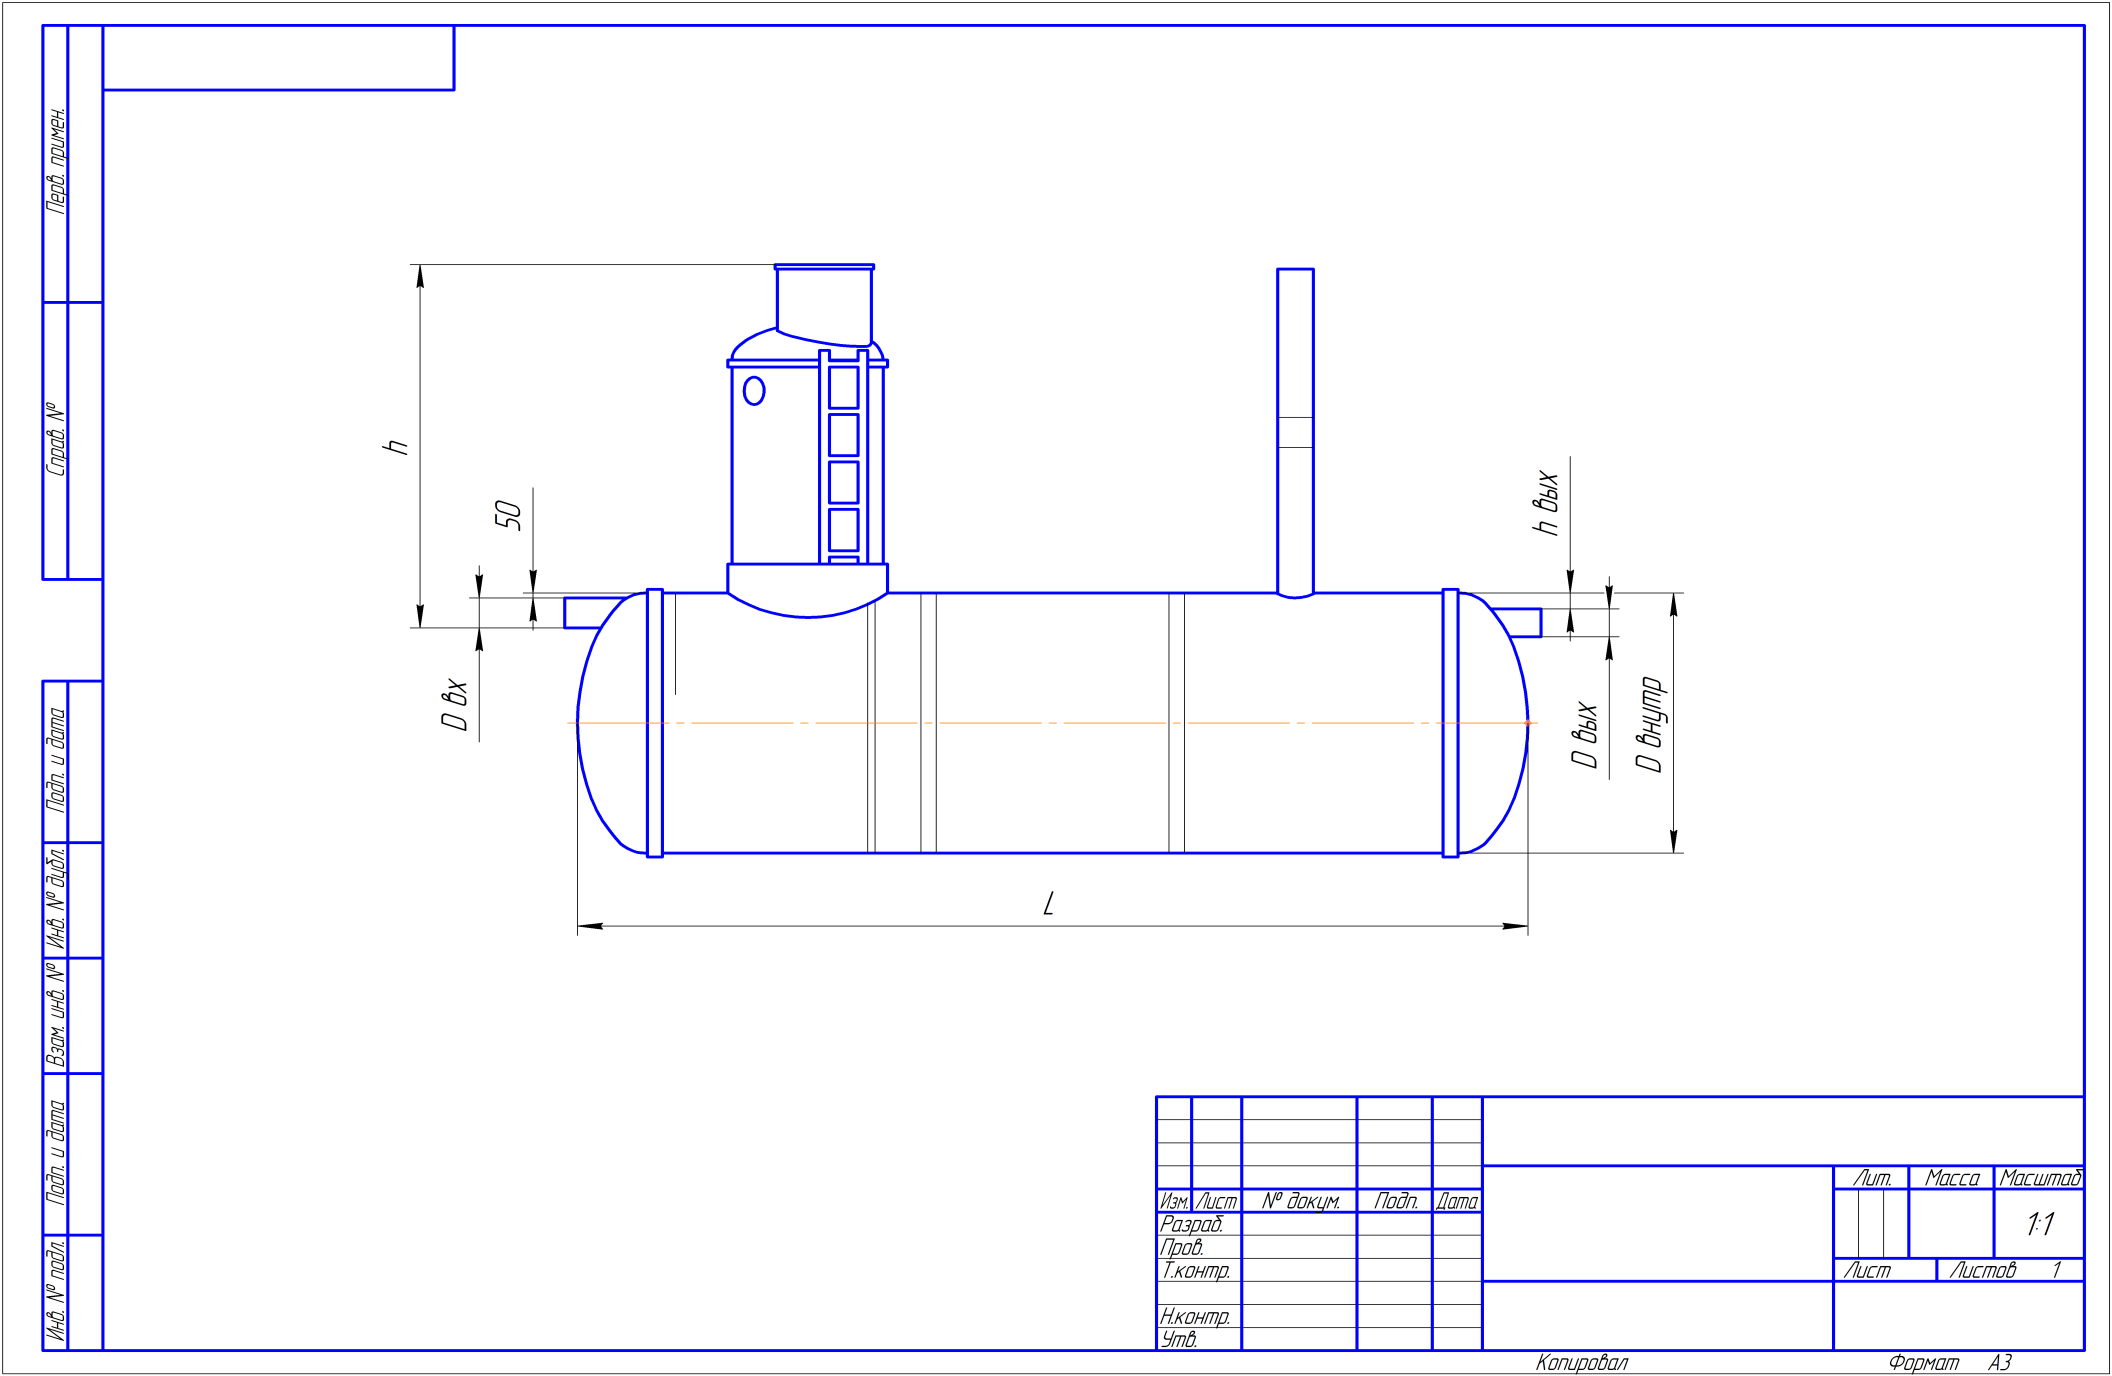 Перв. примен.
Справ. №
Подп. и дата
Инв. № дубл.
Взам. инв. №
Подп. и дата
Инв. № подл.
h
50
D вх
h вых
D вых
D внутр
L
Лит. Масса Масштаб
Изм. Лист № докум. Подп. Дата
Разраб.
1:1
Пров.
Т.контр.
Лист Листов 1
Н.контр.
Утв.
Копировал Формат А3